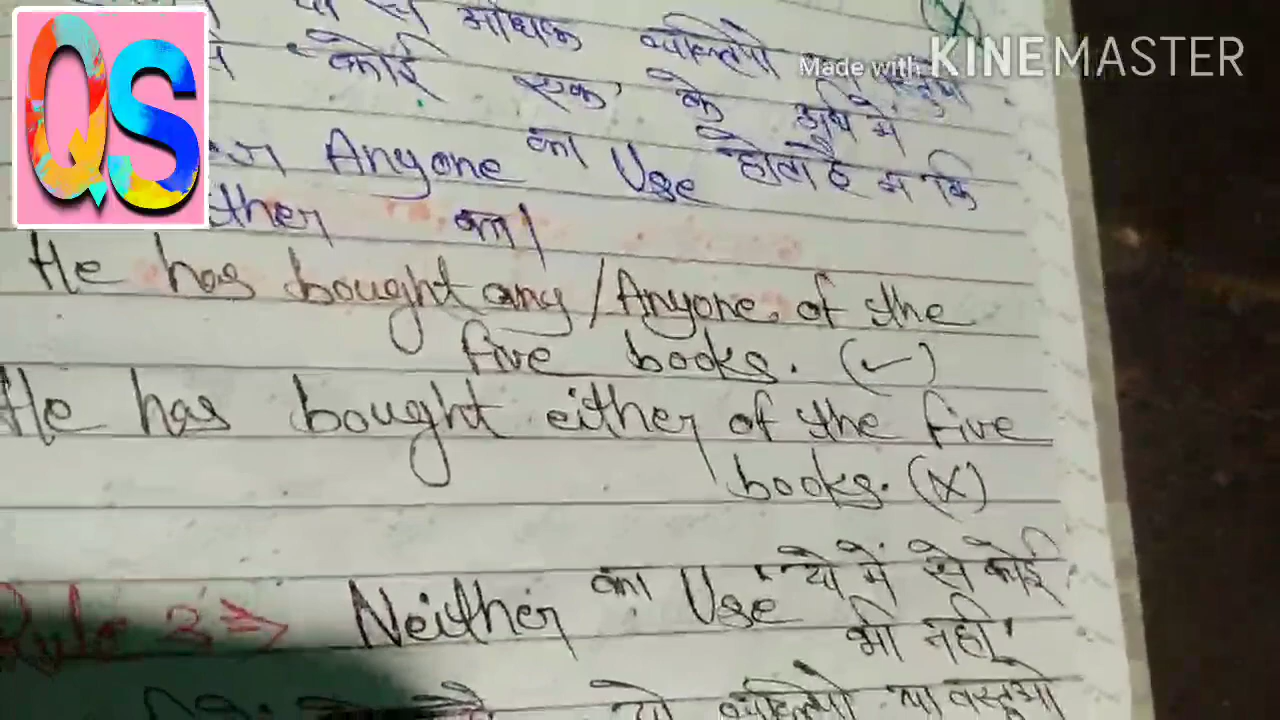 से अधिक व्यक्तियो
से 'कोई एक' के अर्थ में
Anyone का Use होता है न कि
ither का।
He has bought any / Anyone of the
five books. (✓)
He has bought either of the five
books. (X)
Rule 3 ⇒ Neither का Use 'दो में से कोई
भी नही'
दो व्यक्तियो या वस्तुओ
QS
Made with KINEMASTER